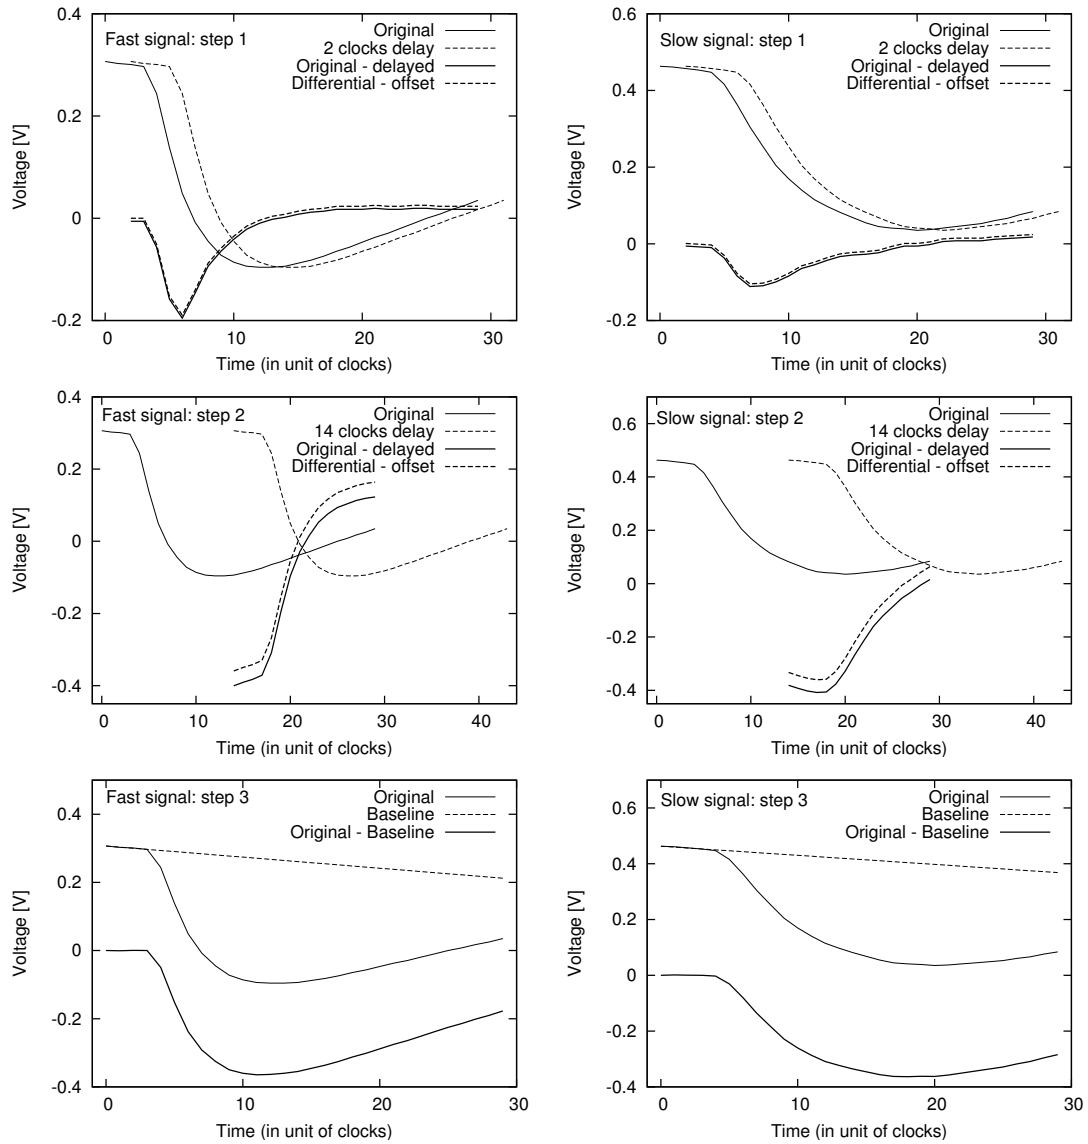 Fast signal: step 1
Original
2 clocks delay
Original - delayed
Differential - offset
Voltage [V]
0.4
0.2
0
-0.2
0
10
20
30
Time (in unit of clocks)
Slow signal: step 1
Original
2 clocks delay
Original - delayed
Differential - offset
Voltage [V]
0.6
0.4
0.2
0
-0.2
0
10
20
30
Time (in unit of clocks)
Fast signal: step 2
Original
14 clocks delay
Original - delayed
Differential - offset
Voltage [V]
0.4
0.2
0
-0.2
-0.4
0
10
20
30
40
Time (in unit of clocks)
Slow signal: step 2
Original
14 clocks delay
Original - delayed
Differential - offset
Voltage [V]
0.6
0.4
0.2
0
-0.2
-0.4
0
10
20
30
40
Time (in unit of clocks)
Fast signal: step 3
Original
Baseline
Original - Baseline
Voltage [V]
0.4
0.2
0
-0.2
-0.4
0
10
20
30
Time (in unit of clocks)
Slow signal: step 3
Original
Baseline
Original - Baseline
Voltage [V]
0.6
0.4
0.2
0
-0.2
-0.4
0
10
20
30
Time (in unit of clocks)